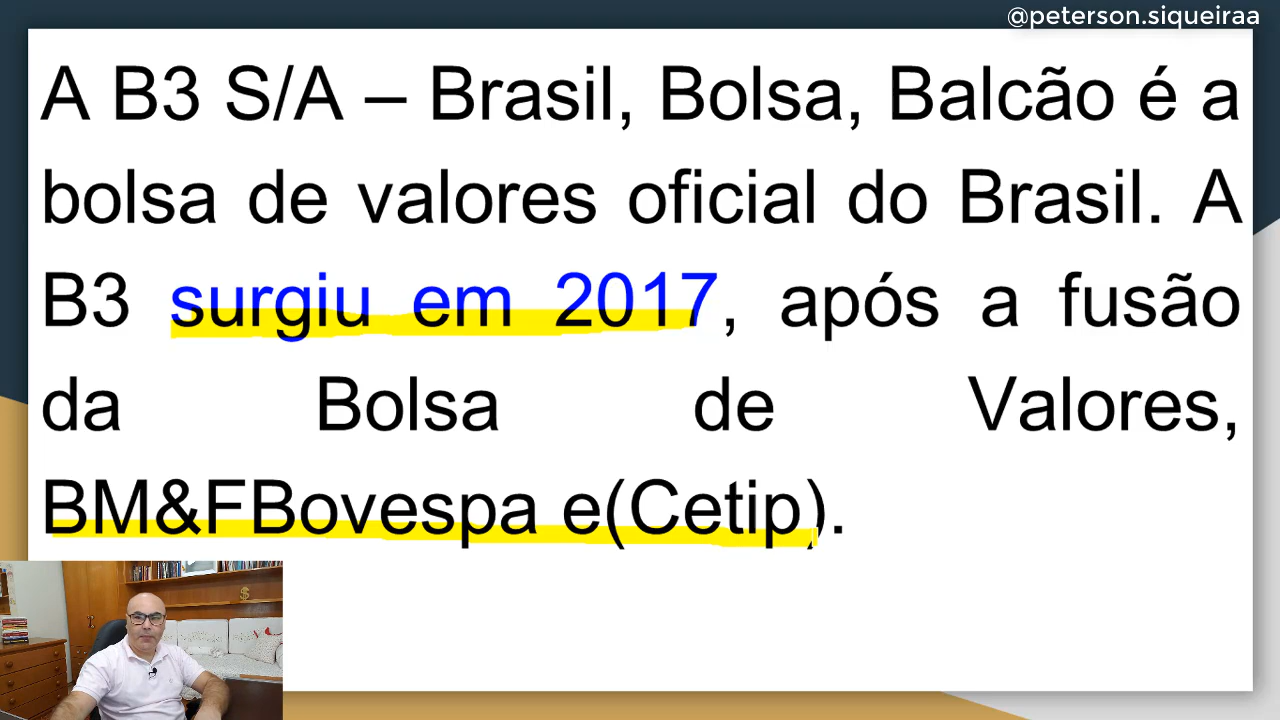 @peterson.siqueiraa
A B3 S/A – Brasil, Bolsa, Balcão é a
bolsa de valores oficial do Brasil. A
B3 surgiu em 2017, após a fusão
da Bolsa de Valores,
BM&FBovespa e(Cetip).